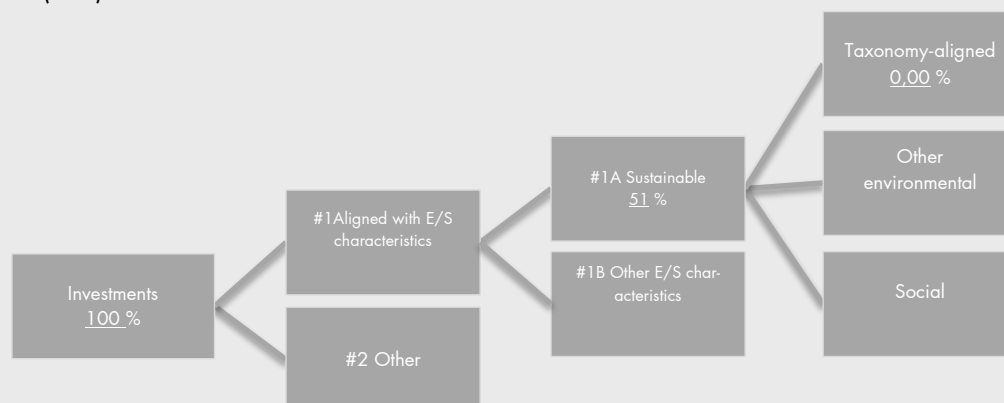 Taxonomy-aligned
0,00 %
Other
environmental
#1A Sustainable
51 %
#1Aligned with E/S
characteristics
#1B Other E/S char-
acteristics
Social
Investments
100 %
#2 Other